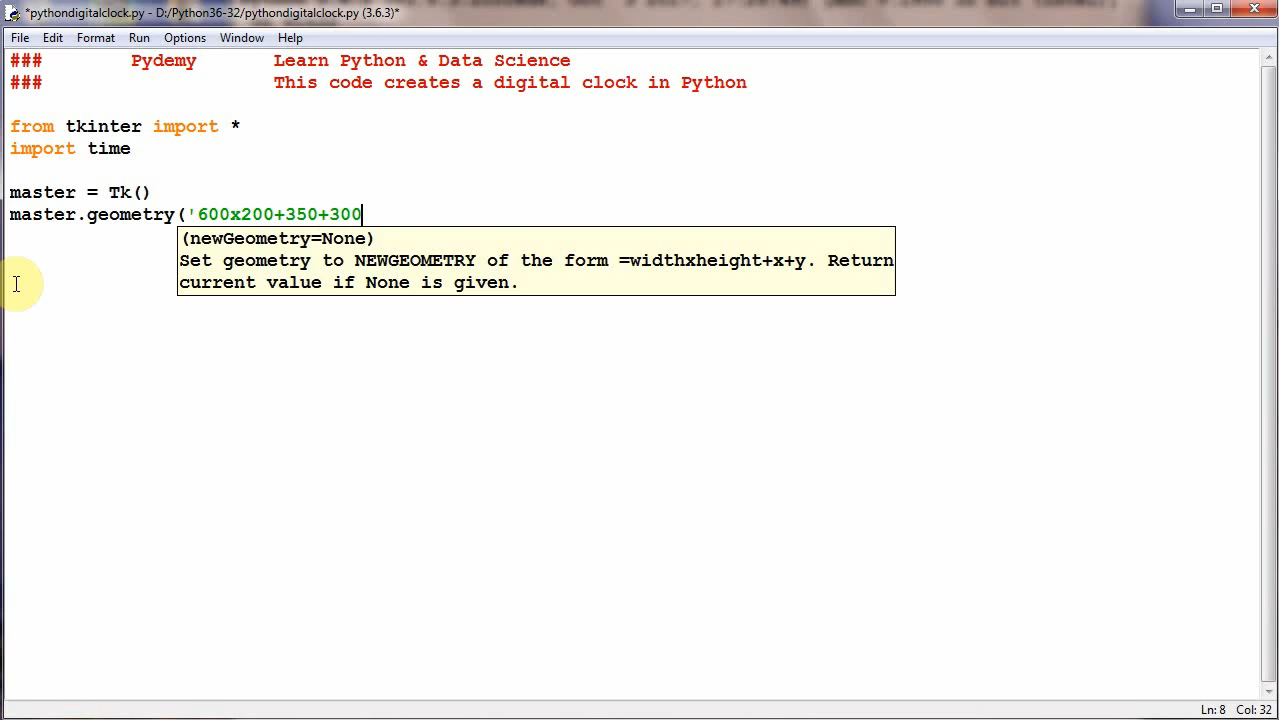 *pythondigitalclock.py - D:/Python36-32/pythondigitalclock.py (3.6.3)*
File Edit Format Run Options Window Help
### Pydemy Learn Python & Data Science
### This code creates a digital clock in Python
from tkinter import *
import time
master = Tk()
master.geometry('600x200+350+300
(newGeometry=None)
Set geometry to NEWGEOMETRY of the form =widthxheight+x+y. Return
current value if None is given.
Ln: 8 Col: 32